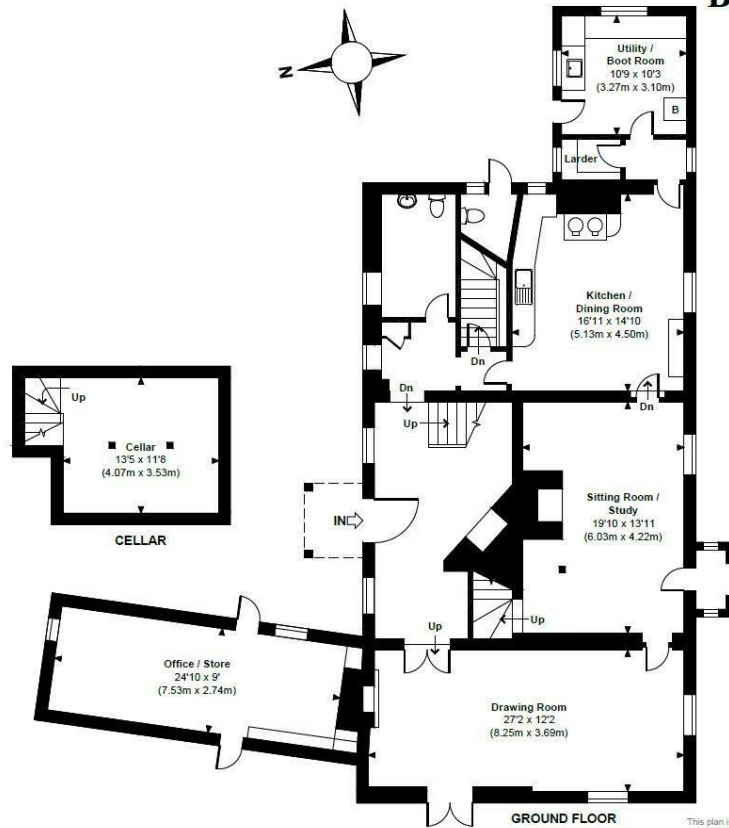 B
N
Utility /
Boot Room
10'9 x 10'3
(3.27m x 3.10m)
B
Larder
Kitchen /
Dining Room
16'11 x 14'10
(5.13m x 4.50m)
Dn
Dn
Up
Dn
Up
Cellar
13'5 x 11'8
(4.07m x 3.53m)
CELLAR
IN
Sitting Room /
Study
19'10 x 13'11
(6.03m x 4.22m)
Up
Up
Office / Store
24'10 x 9'
(7.53m x 2.74m)
Drawing Room
27'2 x 12'2
(8.25m x 3.69m)
GROUND FLOOR
This plan is